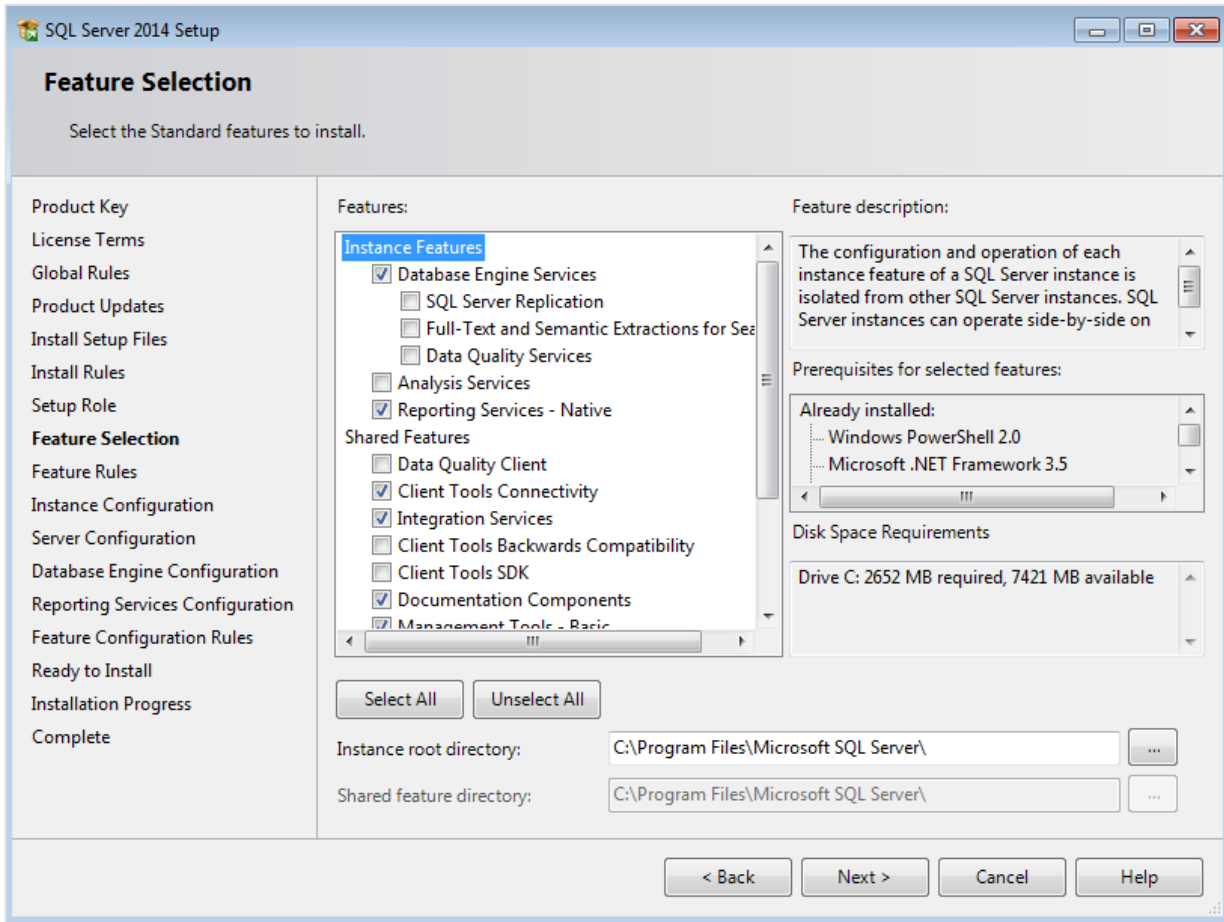 SQL Server 2014 Setup
Feature Selection
Select the Standard features to install.
Product Key
License Terms
Global Rules
Product Updates
Install Setup Files
Install Rules
Setup Role
Feature Selection
Feature Rules
Instance Configuration
Server Configuration
Database Engine Configuration
Reporting Services Configuration
Feature Configuration Rules
Ready to Install
Installation Progress
Complete
Features:
Instance Features
Database Engine Services
SQL Server Replication
Full-Text and Semantic Extractions for Sea
Data Quality Services
Analysis Services
Reporting Services - Native
Shared Features
Data Quality Client
Client Tools Connectivity
Integration Services
Client Tools Backwards Compatibility
Client Tools SDK
Documentation Components
Management Tools - Basic
Feature description:
The configuration and operation of each
instance feature of a SQL Server instance is
isolated from other SQL Server instances. SQL
Server instances can operate side-by-side on
Prerequisites for selected features:
Already installed:
Windows PowerShell 2.0
Microsoft .NET Framework 3.5
Disk Space Requirements
Drive C: 2652 MB required, 7421 MB available
Select All
Unselect All
Instance root directory:
C:\Program Files\Microsoft SQL Server\
...
Shared feature directory:
C:\Program Files\Microsoft SQL Server\
...
< Back
Next >
Cancel
Help